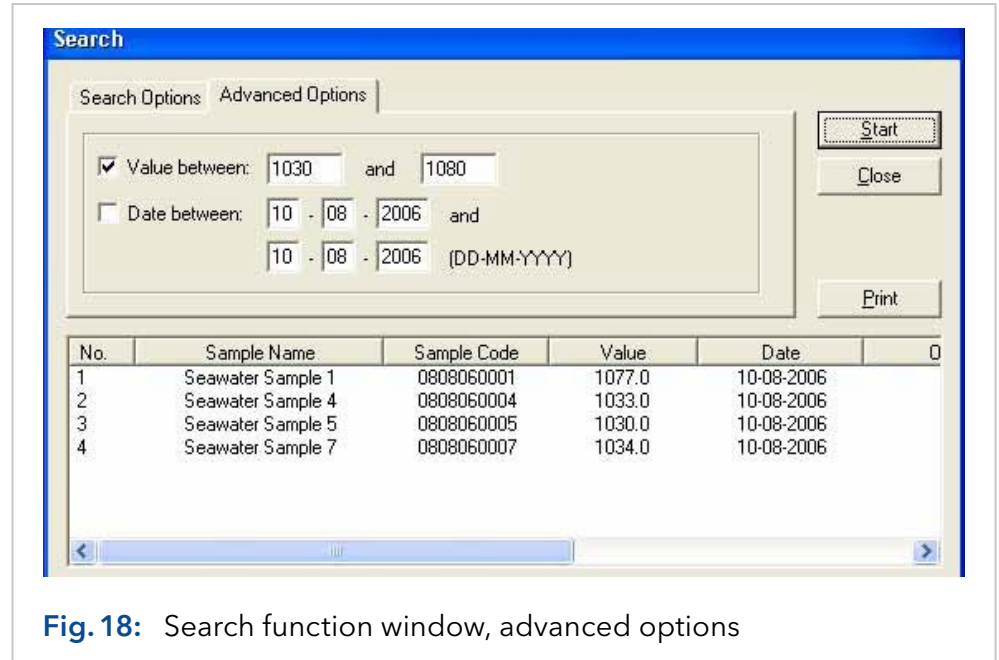 Search
Search Options Advanced Options
Start
Value between: 1030 and 1080
Close
Date between: 10 - 08 - 2006 and
10 - 08 - 2006 (DD-MM-YYYY)
Print
No. Sample Name Sample Code Value Date O
1 Seawater Sample 1 0808060001 1077.0 10-08-2006
2 Seawater Sample 4 0808060004 1033.0 10-08-2006
3 Seawater Sample 5 0808060005 1030.0 10-08-2006
4 Seawater Sample 7 0808060007 1034.0 10-08-2006
Fig. 18: Search function window, advanced options